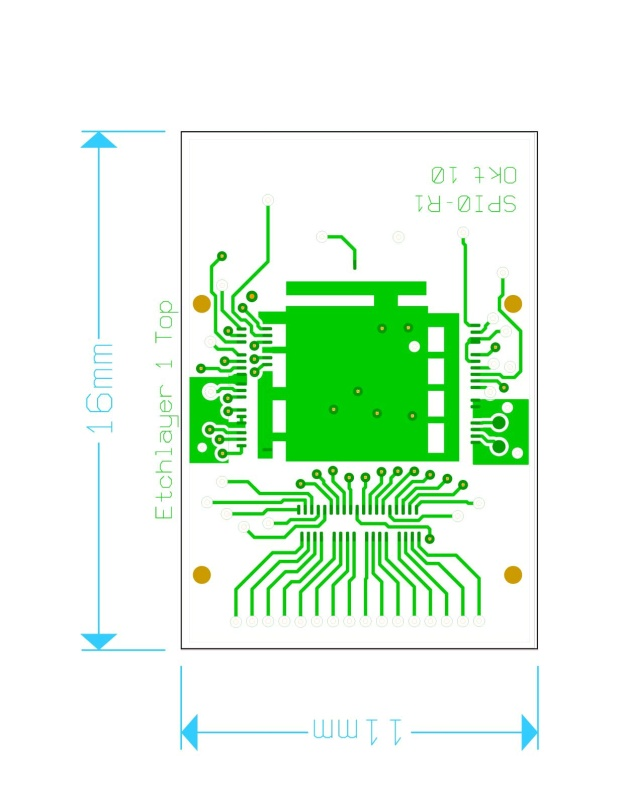 SPI0-R1
Okt 10
16mm
Etchlayer 1 Top
11mm